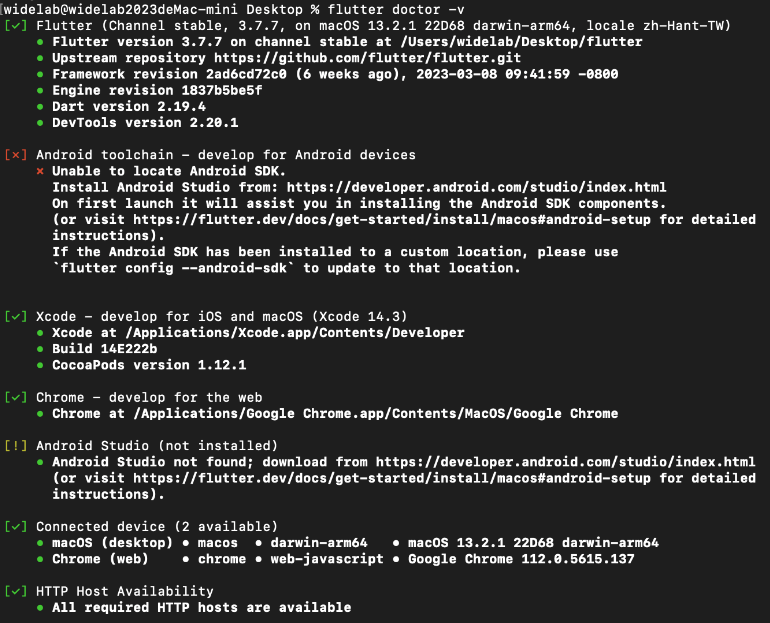 [widelab@widelab2023deMac-mini Desktop % flutter doctor -v
[✓] Flutter (Channel stable, 3.7.7, on macOS 13.2.1 22D68 darwin-arm64, locale zh-Hant-TW)
• Flutter version 3.7.7 on channel stable at /Users/widelab/Desktop/flutter
• Upstream repository https://github.com/flutter/flutter.git
• Framework revision 2ad6cd72c0 (6 weeks ago), 2023-03-08 09:41:59 -0800
• Engine revision 1837b5be5f
• Dart version 2.19.4
• DevTools version 2.20.1
[✗] Android toolchain - develop for Android devices
✗ Unable to locate Android SDK.
Install Android Studio from: https://developer.android.com/studio/index.html
On first launch it will assist you in installing the Android SDK components.
(or visit https://flutter.dev/docs/get-started/install/macos#android-setup for detailed
instructions).
If the Android SDK has been installed to a custom location, please use
`flutter config --android-sdk` to update to that location.
[✓] Xcode - develop for iOS and macOS (Xcode 14.3)
• Xcode at /Applications/Xcode.app/Contents/Developer
• Build 14E222b
• CocoaPods version 1.12.1
[✓] Chrome - develop for the web
• Chrome at /Applications/Google Chrome.app/Contents/MacOS/Google Chrome
[!] Android Studio (not installed)
• Android Studio not found; download from https://developer.android.com/studio/index.html
(or visit https://flutter.dev/docs/get-started/install/macos#android-setup for detailed
instructions).
[✓] Connected device (2 available)
• macOS (desktop) • macos • darwin-arm64 • macOS 13.2.1 22D68 darwin-arm64
• Chrome (web) • chrome • web-javascript • Google Chrome 112.0.5615.137
[✓] HTTP Host Availability
• All required HTTP hosts are available